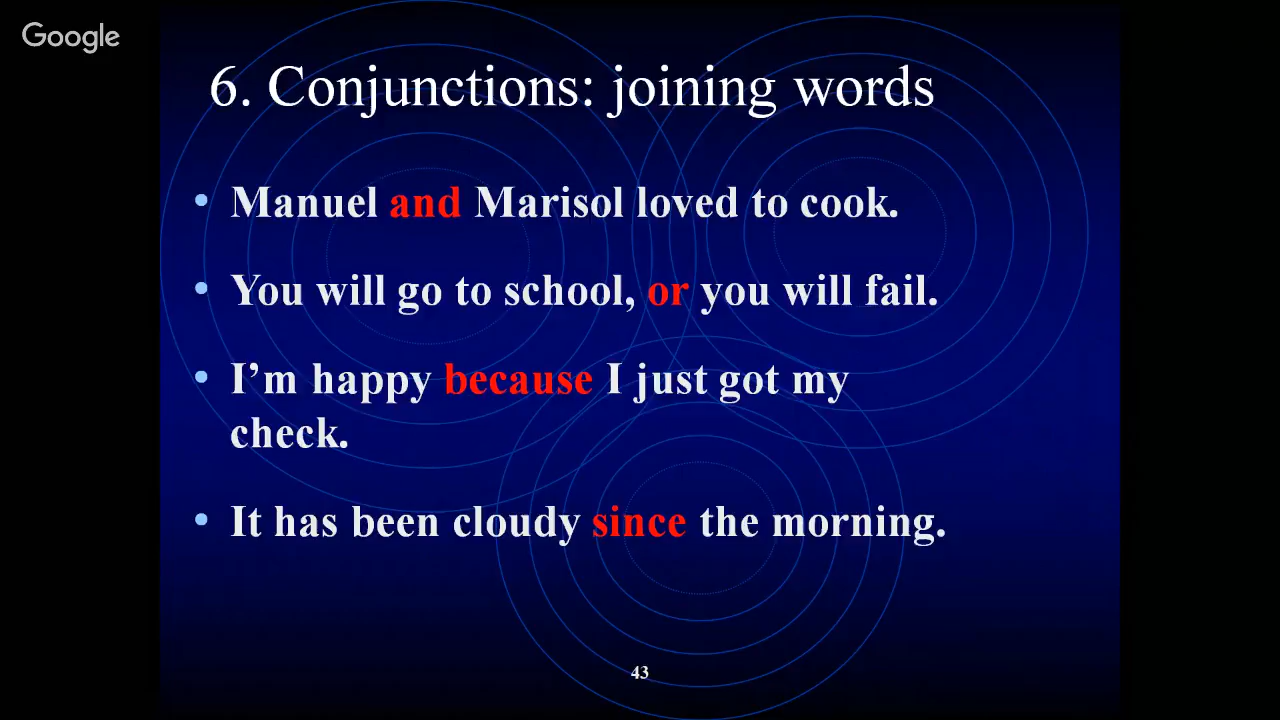 Google
6. Conjunctions: joining words
• Manuel and Marisol loved to cook.
• You will go to school, or you will fail.
• I’m happy because I just got my
check.
• It has been cloudy since the morning.
43